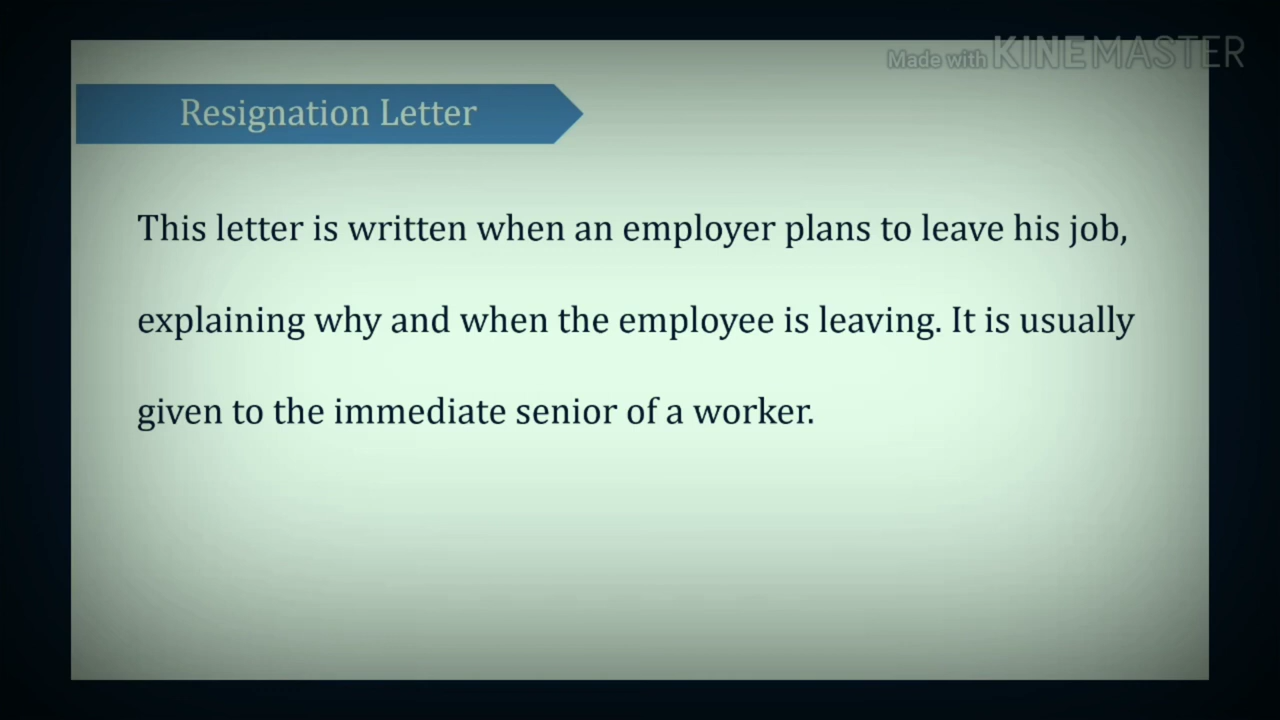 Made with KINEMASTER
Resignation Letter
This letter is written when an employer plans to leave his job,
explaining why and when the employee is leaving. It is usually
given to the immediate senior of a worker.